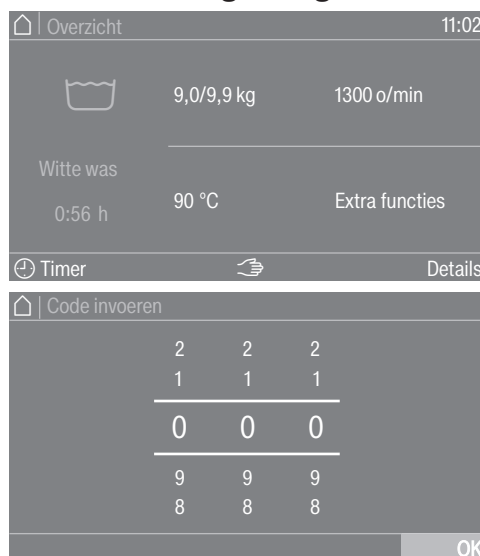 Overzicht 11:02
9,0/9,9 kg 1300 o/min
Witte was
0:56 h
90 °C Extra functies
Timer Details
Code invoeren
2 2 2
1 1 1
0 0 0
9 9 9
8 8 8
OK